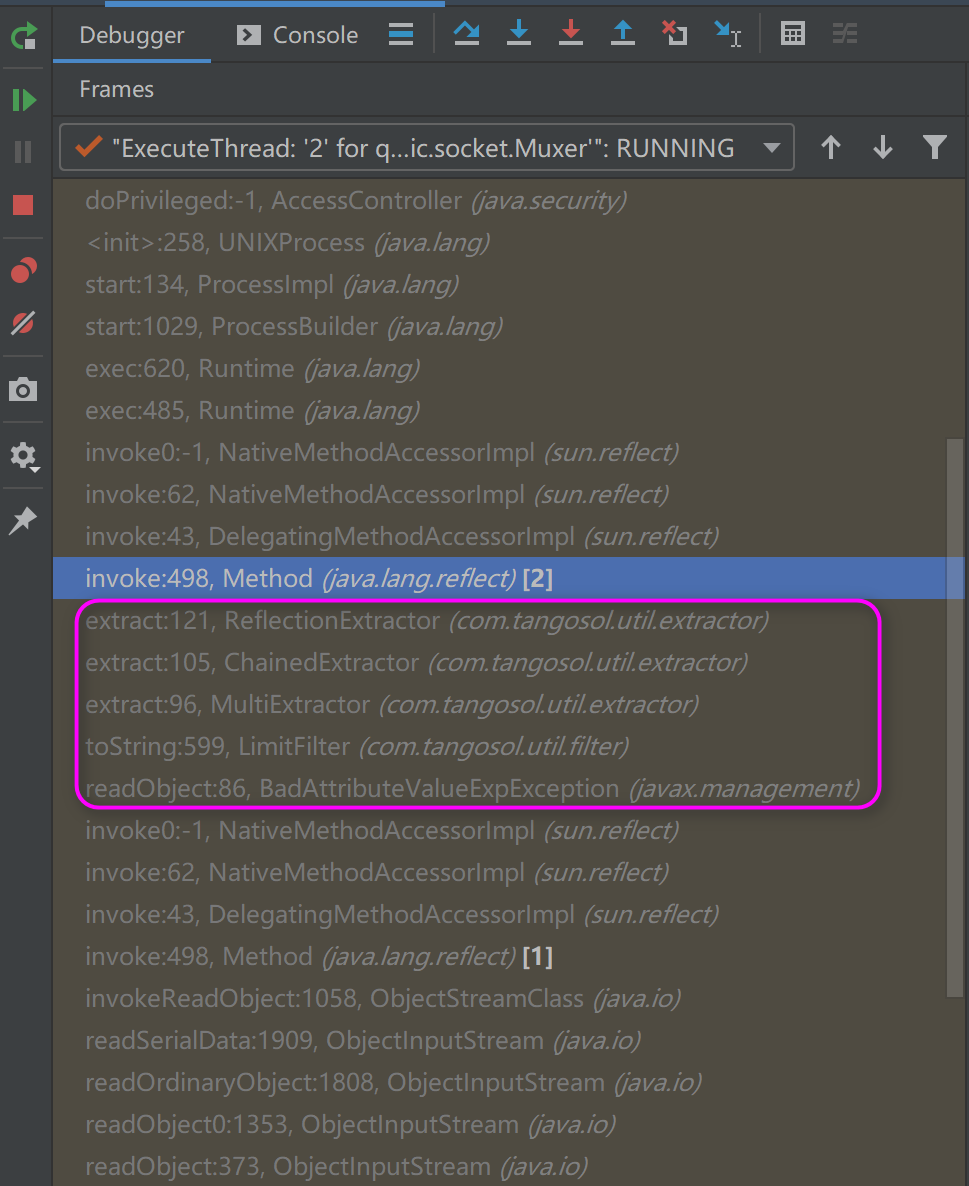 Debugger Console
Frames
"ExecuteThread: '2' for q...ic.socket.Muxer'": RUNNING
doPrivileged:-1, AccessController (java.security)
<init>:258, UNIXProcess (java.lang)
start:134, ProcessImpl (java.lang)
start:1029, ProcessBuilder (java.lang)
exec:620, Runtime (java.lang)
exec:485, Runtime (java.lang)
invoke0:-1, NativeMethodAccessorImpl (sun.reflect)
invoke:62, NativeMethodAccessorImpl (sun.reflect)
invoke:43, DelegatingMethodAccessorImpl (sun.reflect)
invoke:498, Method (java.lang.reflect) [2]
extract:121, ReflectionExtractor (com.tangosol.util.extractor)
extract:105, ChainedExtractor (com.tangosol.util.extractor)
extract:96, MultiExtractor (com.tangosol.util.extractor)
toString:599, LimitFilter (com.tangosol.util.filter)
readObject:86, BadAttributeValueExpException (javax.management)
invoke0:-1, NativeMethodAccessorImpl (sun.reflect)
invoke:62, NativeMethodAccessorImpl (sun.reflect)
invoke:43, DelegatingMethodAccessorImpl (sun.reflect)
invoke:498, Method (java.lang.reflect) [1]
invokeReadObject:1058, ObjectStreamClass (java.io)
readSerialData:1909, ObjectInputStream (java.io)
readOrdinaryObject:1808, ObjectInputStream (java.io)
readObject0:1353, ObjectInputStream (java.io)
readObject:373, ObjectInputStream (java.io)